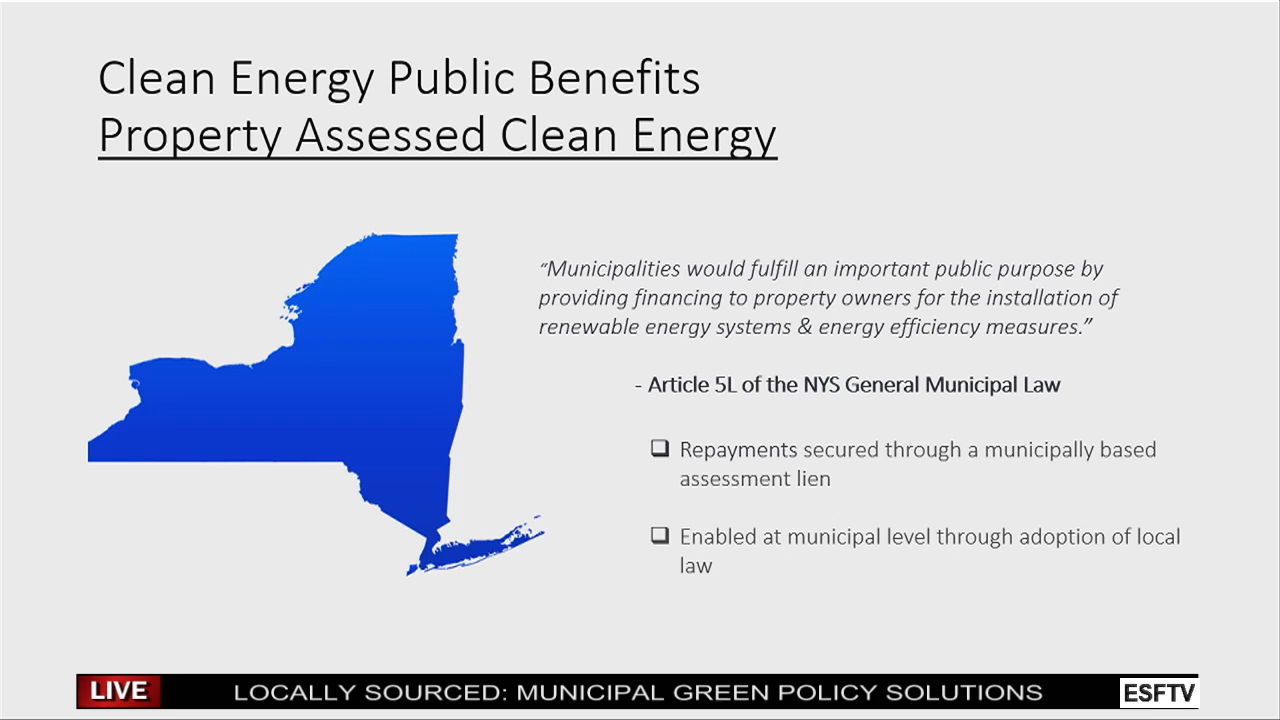 Clean Energy Public Benefits
Property Assessed Clean Energy
“Municipalities would fulfill an important public purpose by
providing financing to property owners for the installation of
renewable energy systems & energy efficiency measures.”
- Article 5L of the NYS General Municipal Law
❑ Repayments secured through a municipally based
assessment lien
❑ Enabled at municipal level through adoption of local
law
LIVE LOCALLY SOURCED: MUNICIPAL GREEN POLICY SOLUTIONS ESFTV